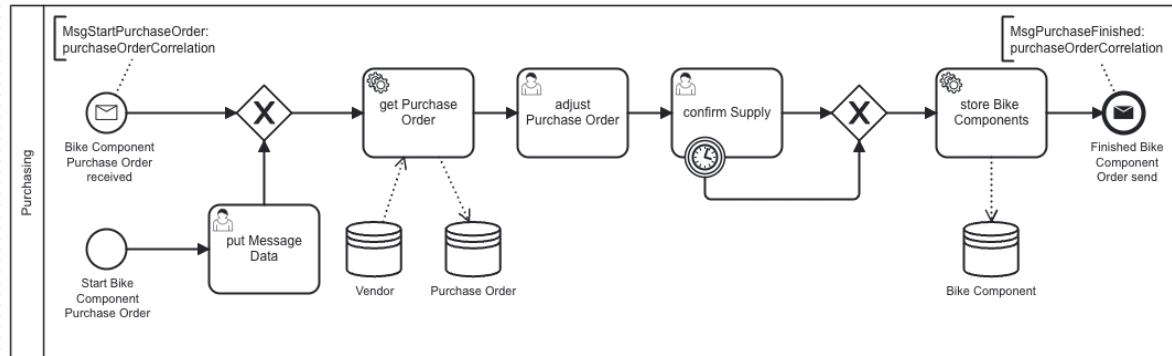 MsgStartPurchaseOrder:
purchaseOrderCorrelation
MsgPurchaseFinished:
purchaseOrderCorrelation
Purchasing
Bike Component
Purchase Order
received
get Purchase
Order
adjust
Purchase Order
confirm Supply
store Bike
Components
Finished Bike
Component
Order send
put Message
Data
Start Bike
Component
Purchase Order
Vendor
Purchase Order
Bike Component